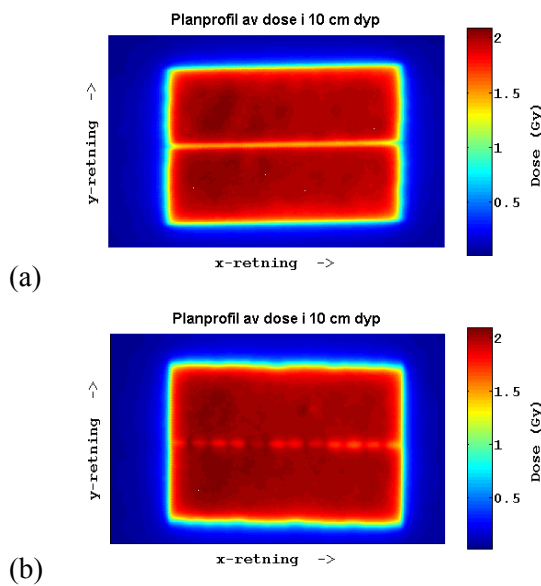 Planprofil av dose i 10 cm dyp
y-retning ->
x-retning ->
2
1.5
1
0.5
Dose (Gy)
(a)
Planprofil av dose i 10 cm dyp
y-retning ->
x-retning ->
2
1.5
1
0.5
Dose (Gy)
(b)